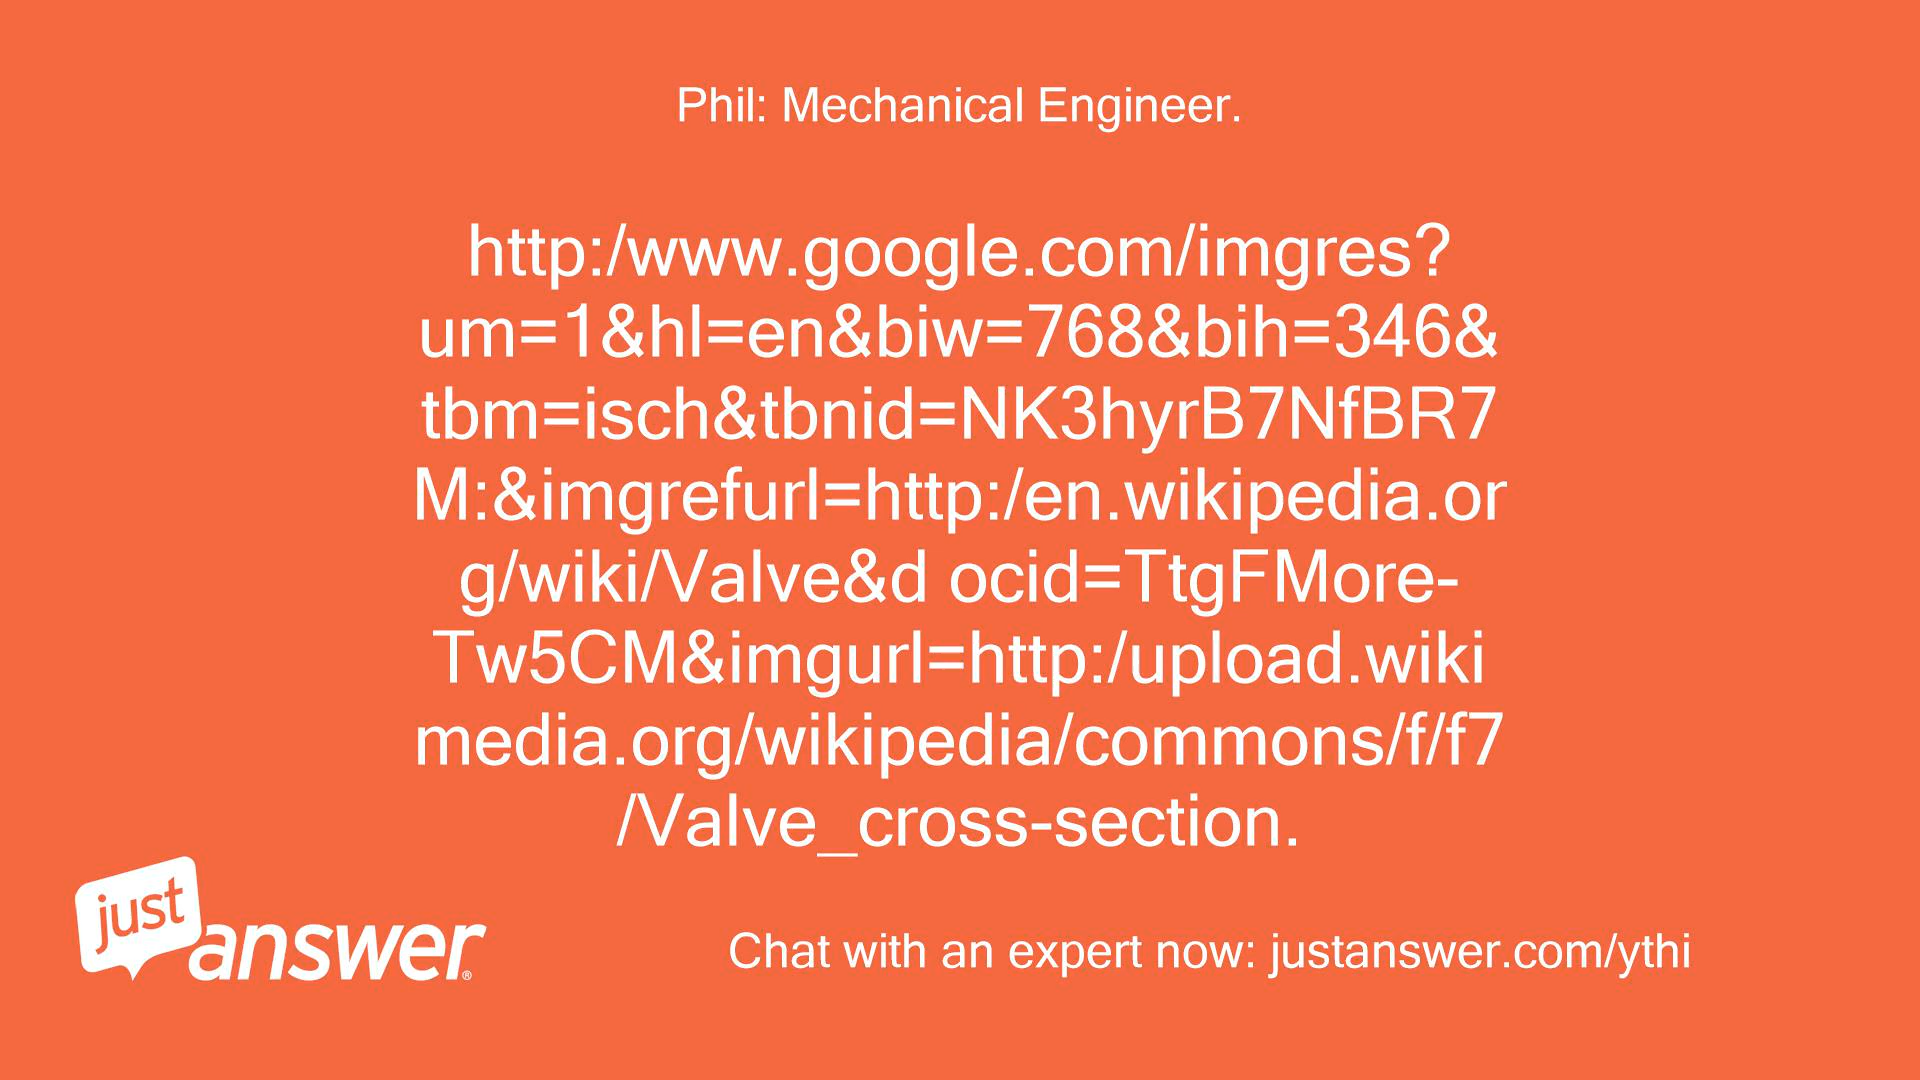 Phil: Mechanical Engineer.
http:/www.google.com/imgres?
um=1&hl=en&biw=768&bih=346&
tbm=isch&tbnid=NK3hyrB7NfBR7
M:&imgrefurl=http:/en.wikipedia.or
g/wiki/Valve&d ocid=TtgFMore-
Tw5CM&imgurl=http:/upload.wiki
media.org/wikipedia/commons/f/f7
/Valve_cross-section.
just
answer®
Chat with an expert now: justanswer.com/ythi